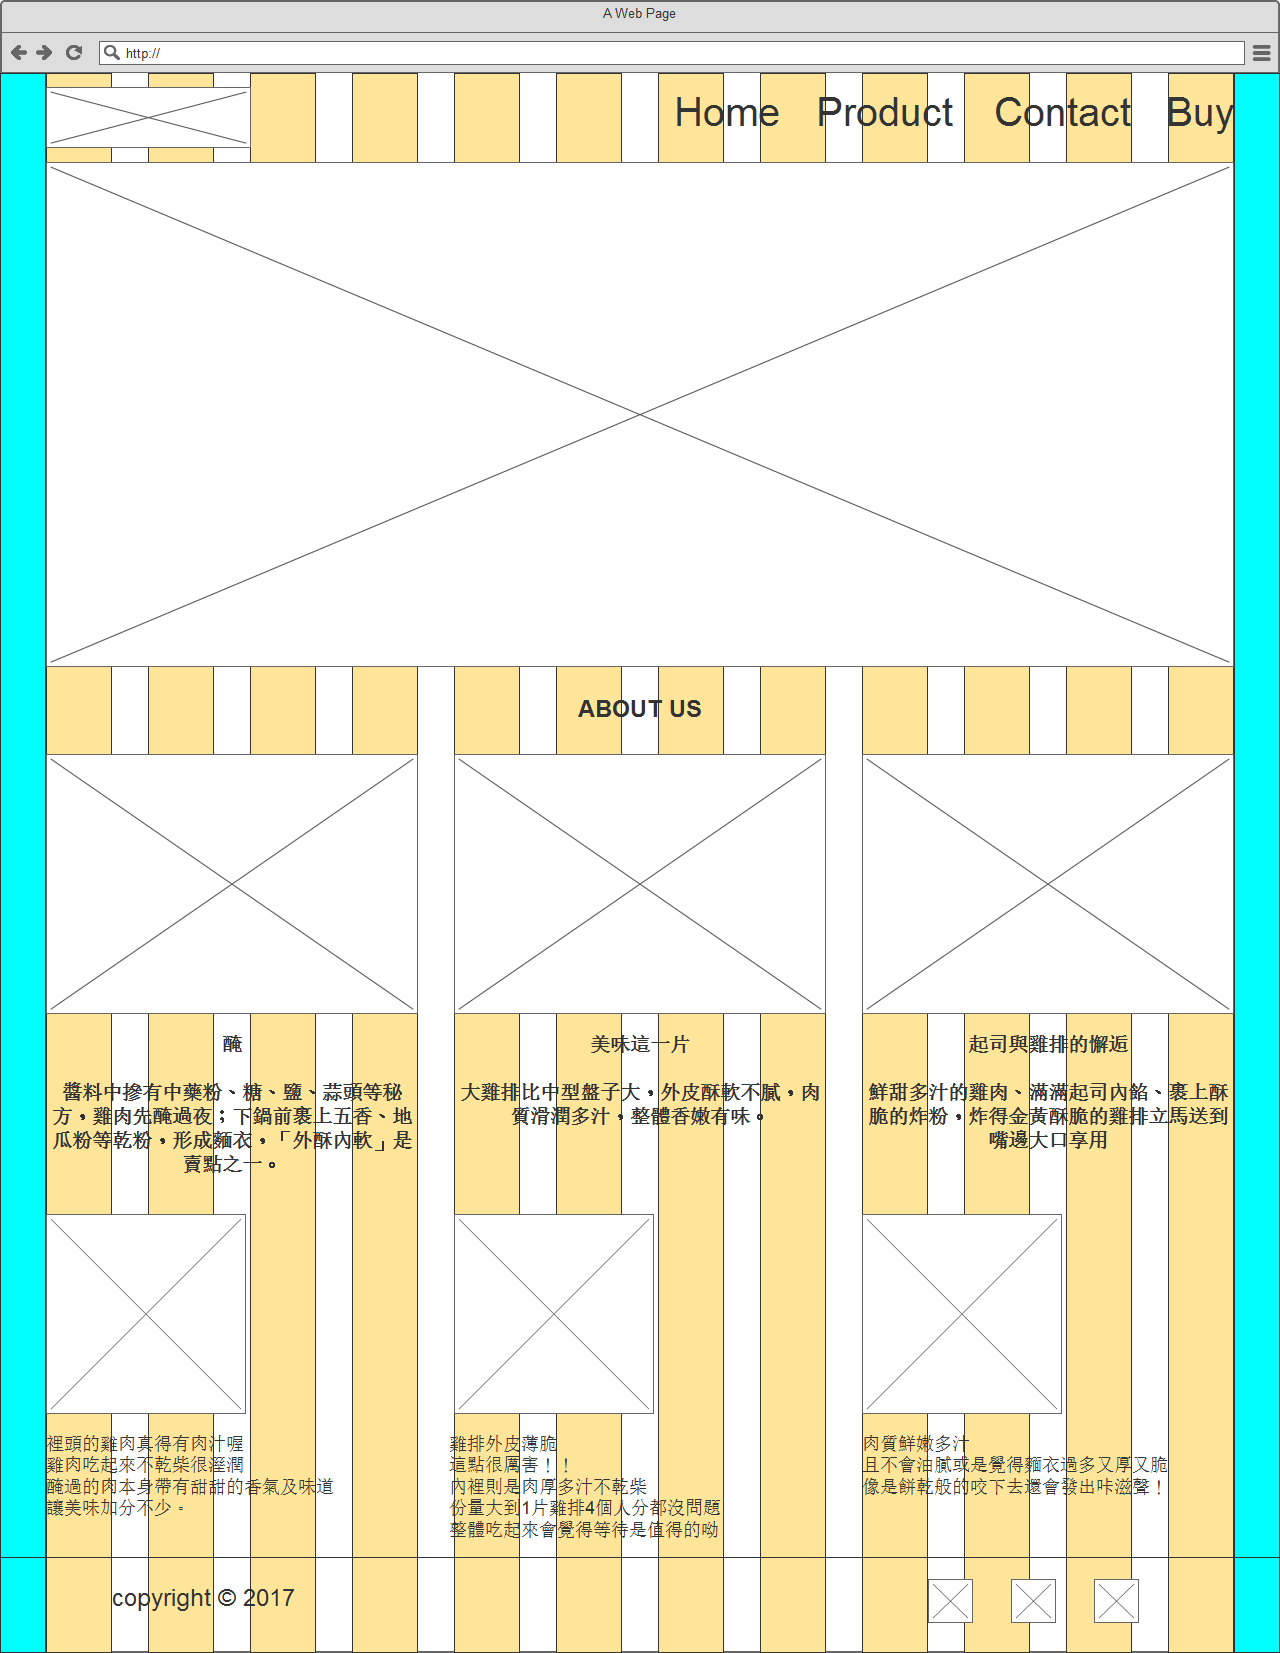 A Web Page
http://
Home Product Contact Buy
ABOUT US
醃
醬料中摻有中藥粉、糖、鹽、蒜頭等秘
方，雞肉先醃過夜；下鍋前裹上五香、地
瓜粉等乾粉，形成麵衣，「外酥內軟」是
賣點之一。
美味這一片
大雞排比中型盤子大，外皮酥軟不膩，肉
質滑潤多汁，整體香嫩有味。
起司與雞排的懈逅
鮮甜多汁的雞肉、滿滿起司內餡、裹上酥
脆的炸粉，炸得金黃酥脆的雞排立馬送到
嘴邊大口享用
裡頭的雞肉真得有肉汁喔
雞肉吃起來不乾柴很溼潤
醃過的肉本身帶有甜甜的香氣及味道
讓美味加分不少。
雞排外皮薄脆
這點很厲害！！
內裡則是肉厚多汁不乾柴
份量大到1片雞排4個人分都沒問題
整體吃起來會覺得等待是值得的呦
肉質鮮嫩多汁
且不會油膩或是覺得麵衣過多又厚又脆
像是餅乾般的咬下去還會發出咔滋聲！
copyright © 2017